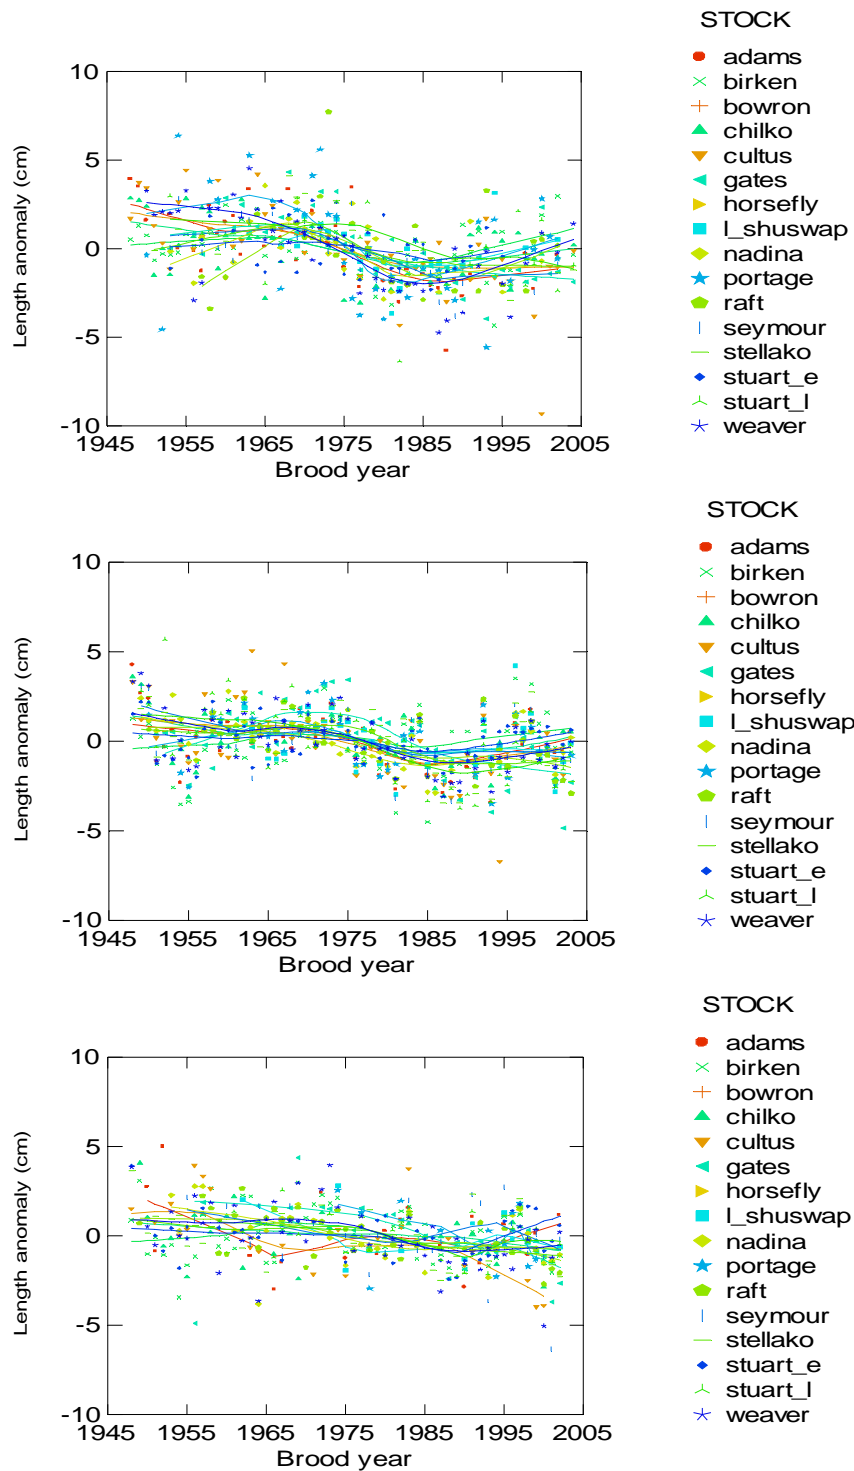 STOCK
10
5
0
-5
-10
Length anomaly (cm)
1945 1955 1965 1975 1985 1995 2005
Brood year
adams
birken
bowron
chilko
cultus
gates
horsefly
l_shuswap
nadina
portage
raft
seymour
stellako
stuart_e
stuart_l
weaver
STOCK
10
5
0
-5
-10
Length anomaly (cm)
1945 1955 1965 1975 1985 1995 2005
Brood year
adams
birken
bowron
chilko
cultus
gates
horsefly
l_shuswap
nadina
portage
raft
seymour
stellako
stuart_e
stuart_l
weaver
STOCK
10
5
0
-5
-10
Length anomaly (cm)
1945 1955 1965 1975 1985 1995 2005
Brood year
adams
birken
bowron
chilko
cultus
gates
horsefly
l_shuswap
nadina
portage
raft
seymour
stellako
stuart_e
stuart_l
weaver